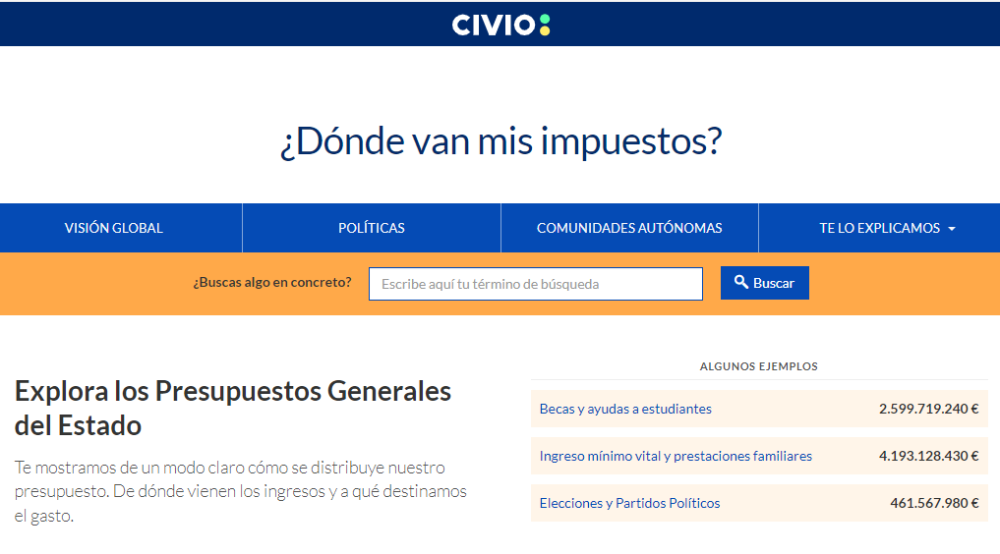 CIVIO
¿Dónde van mis impuestos?
VISIÓN GLOBAL
POLÍTICAS
COMUNIDADES AUTÓNOMAS
TE LO EXPLICAMOS
¿Buscas algo en concreto?
Escribe aquí tu término de búsqueda
Buscar
Explora los Presupuestos Generales
del Estado
Te mostramos de un modo claro cómo se distribuye nuestro
presupuesto. De dónde vienen los ingresos y a qué destinamos
el gasto.
ALGUNOS EJEMPLOS
Becas y ayudas a estudiantes 2.599.719.240 €
Ingreso mínimo vital y prestaciones familiares 4.193.128.430 €
Elecciones y Partidos Políticos 461.567.980 €